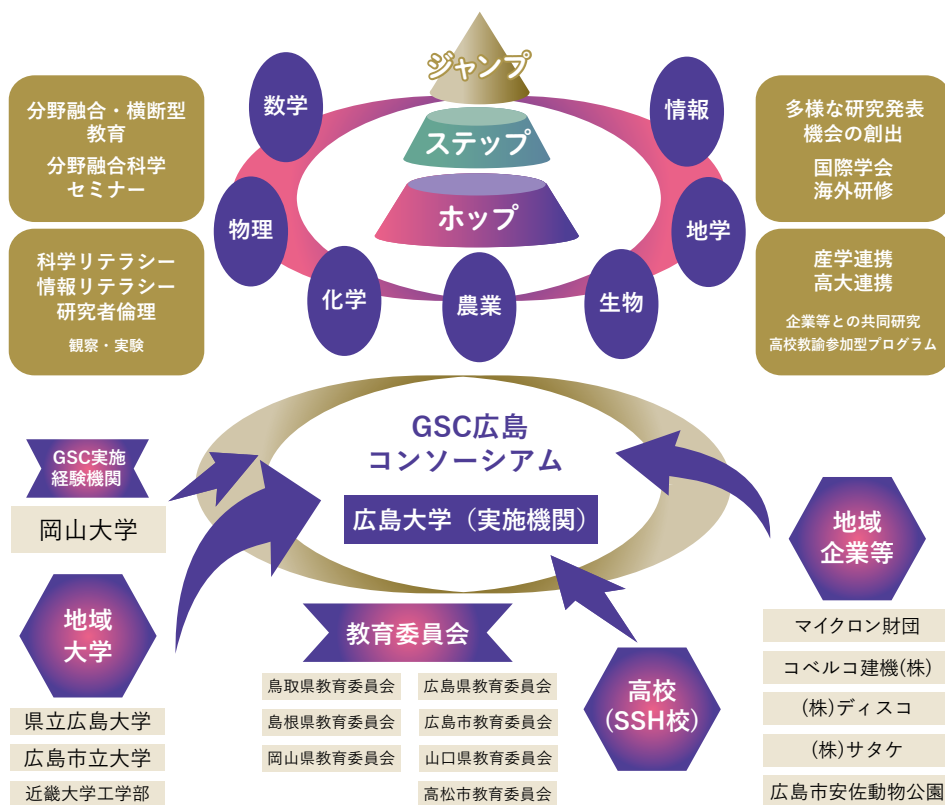 ジャンプ
ステップ
ホップ
数学
物理
化学
農業
生物
地学
情報
分野融合・横断型
教育
分野融合科学
セミナー
科学リテラシー
情報リテラシー
研究者倫理
観察・実験
多様な研究発表
機会の創出
国際学会
海外研修
産学連携
高大連携
企業等との共同研究
高校教諭参加型プログラム
GSC広島
コンソーシアム
広島大学（実施機関）
GSC実施
経験機関
岡山大学
地域
大学
県立広島大学
広島市立大学
近畿大学工学部
教育委員会
鳥取県教育委員会
島根県教育委員会
岡山県教育委員会
広島県教育委員会
広島市教育委員会
山口県教育委員会
高松市教育委員会
高校
(SSH校)
地域
企業等
マイクロン財団
コベルコ建機(株)
(株)ディスコ
(株)サタケ
広島市安佐動物公園